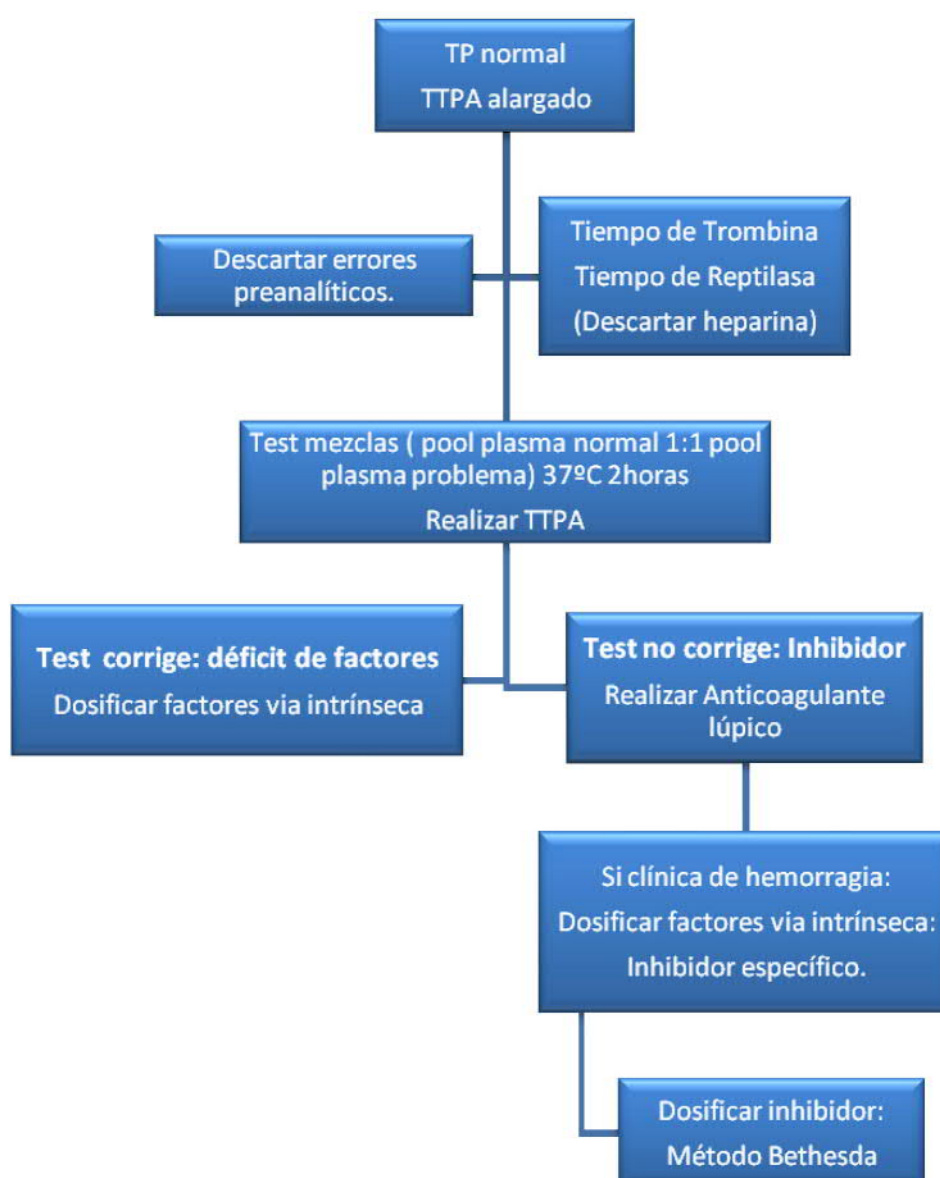 TP normal
TTPA alargado
Descartar errores
preanalíticos.
Tiempo de Trombina
Tiempo de Reptilasa
(Descartar heparina)
Test mezclas ( pool plasma normal 1:1 pool
plasma problema) 37ºC 2horas
Realizar TTPA
Test corrige: déficit de factores
Dosificar factores via intrínseca
Test no corrige: Inhibidor
Realizar Anticoagulante
lúpico
Si clínica de hemorragia:
Dosificar factores via intrínseca:
Inhibidor específico.
Dosificar inhibidor:
Método Bethesda